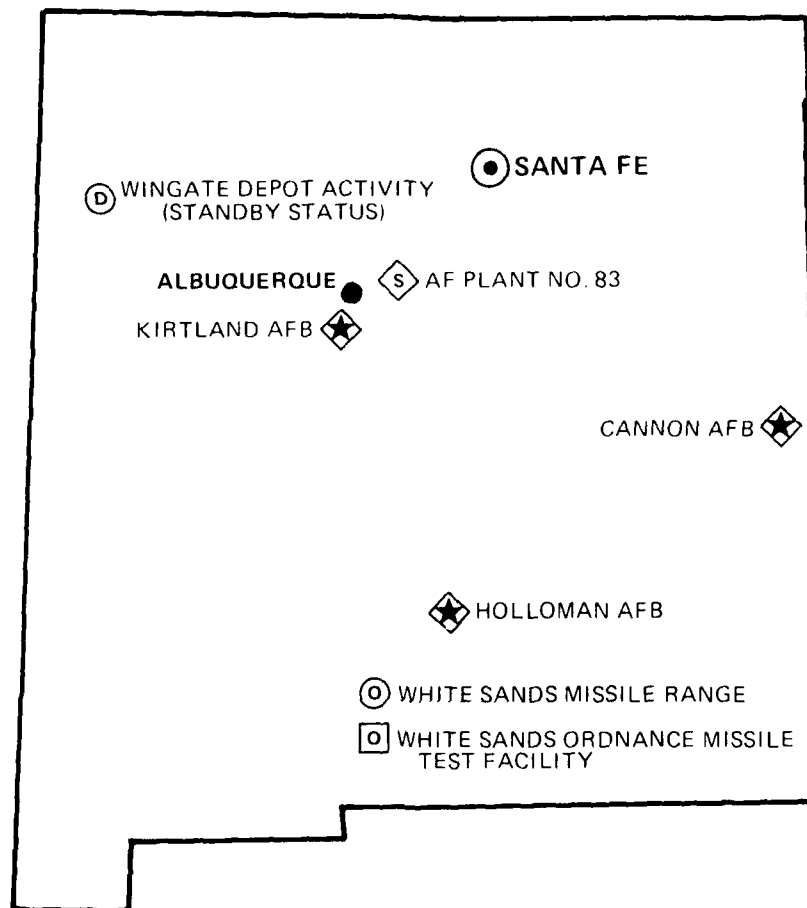 SANTA FE
D WINGATE DEPOT ACTIVITY
(STANDBY STATUS)
ALBUQUERQUE
S AF PLANT NO. 83
KIRTLAND AFB
CANNON AFB
HOLLOMAN AFB
O WHITE SANDS MISSILE RANGE
O WHITE SANDS ORDNANCE MISSILE
TEST FACILITY